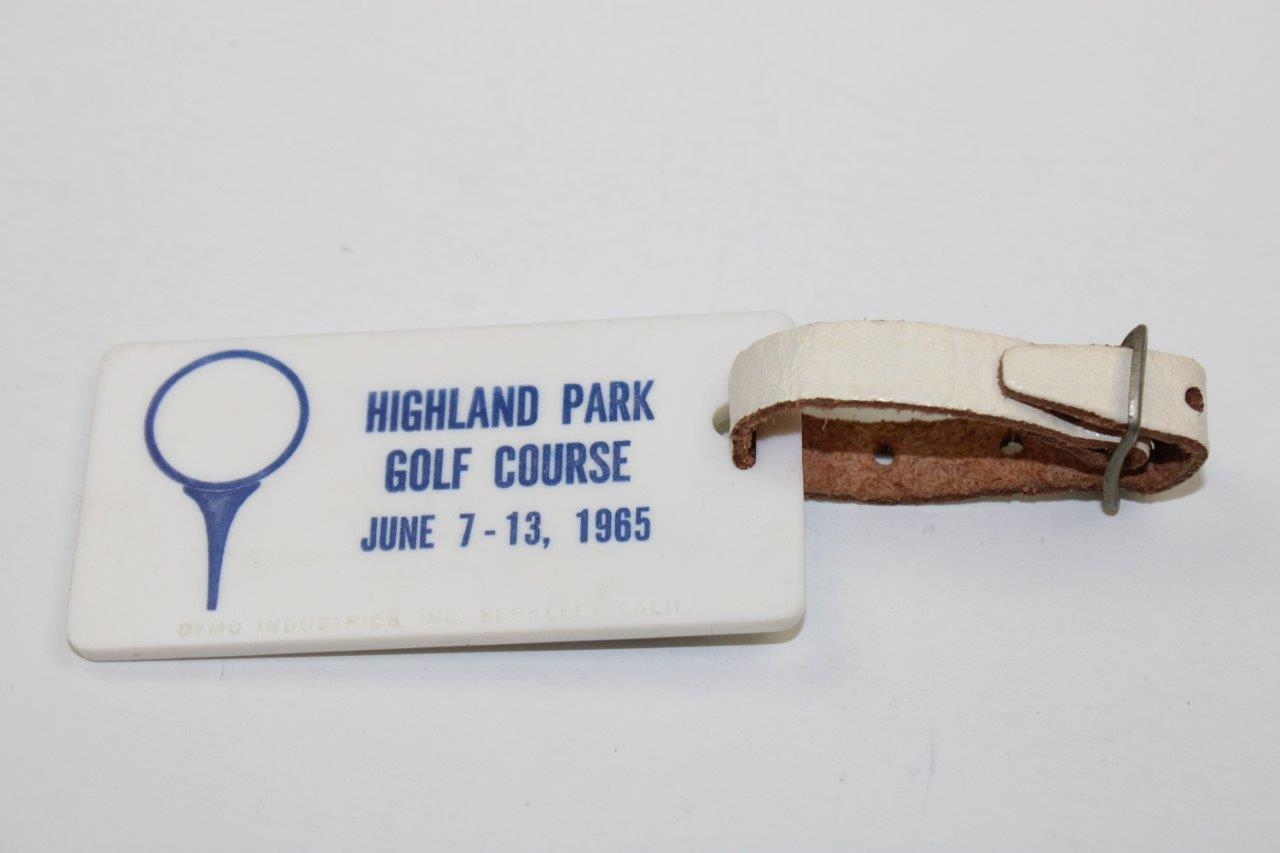 HIGHLAND PARK
GOLF COURSE
JUNE 7-13, 1965
DYMO INDUSTRIES, INC. BERKELEY CALIF.